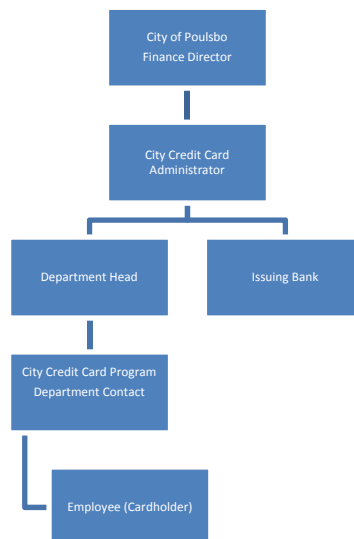 City of Poulsbo
Finance Director
City Credit Card
Administrator
Department Head
Issuing Bank
City Credit Card Program
Department Contact
Employee (Cardholder)